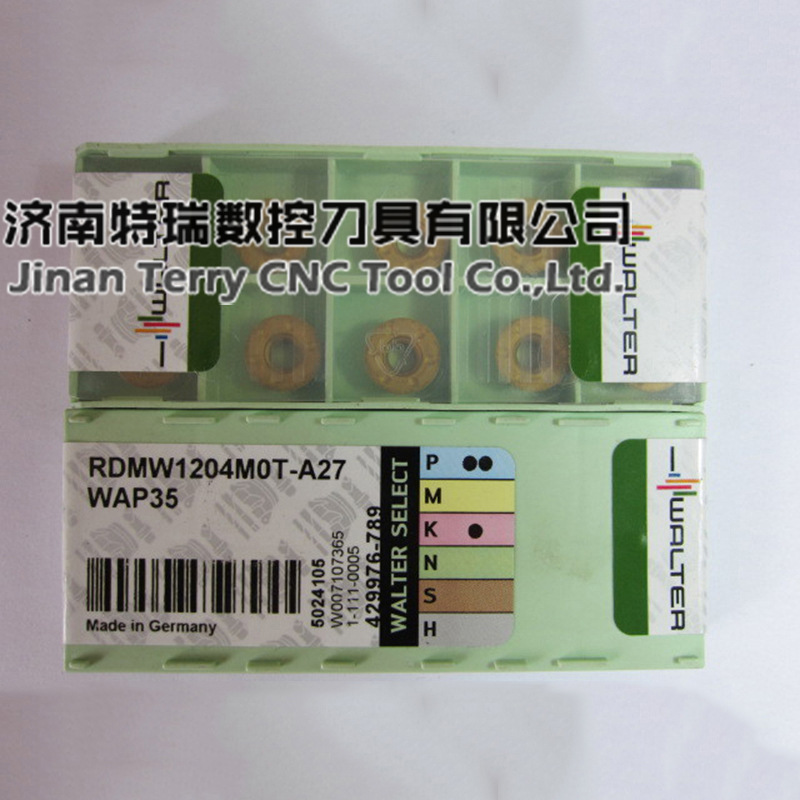 济南特瑞数控刀具有限公司
Jinan Terry CNC Tool Co.,Ltd.
WALTER
WALTER
RDMW1204M0T-A27
WAP35
Made in Germany
5024105
W007107365
1-111-0005
429976-789
WALTER SELECT
P
M
K
N
S
H
WALTER